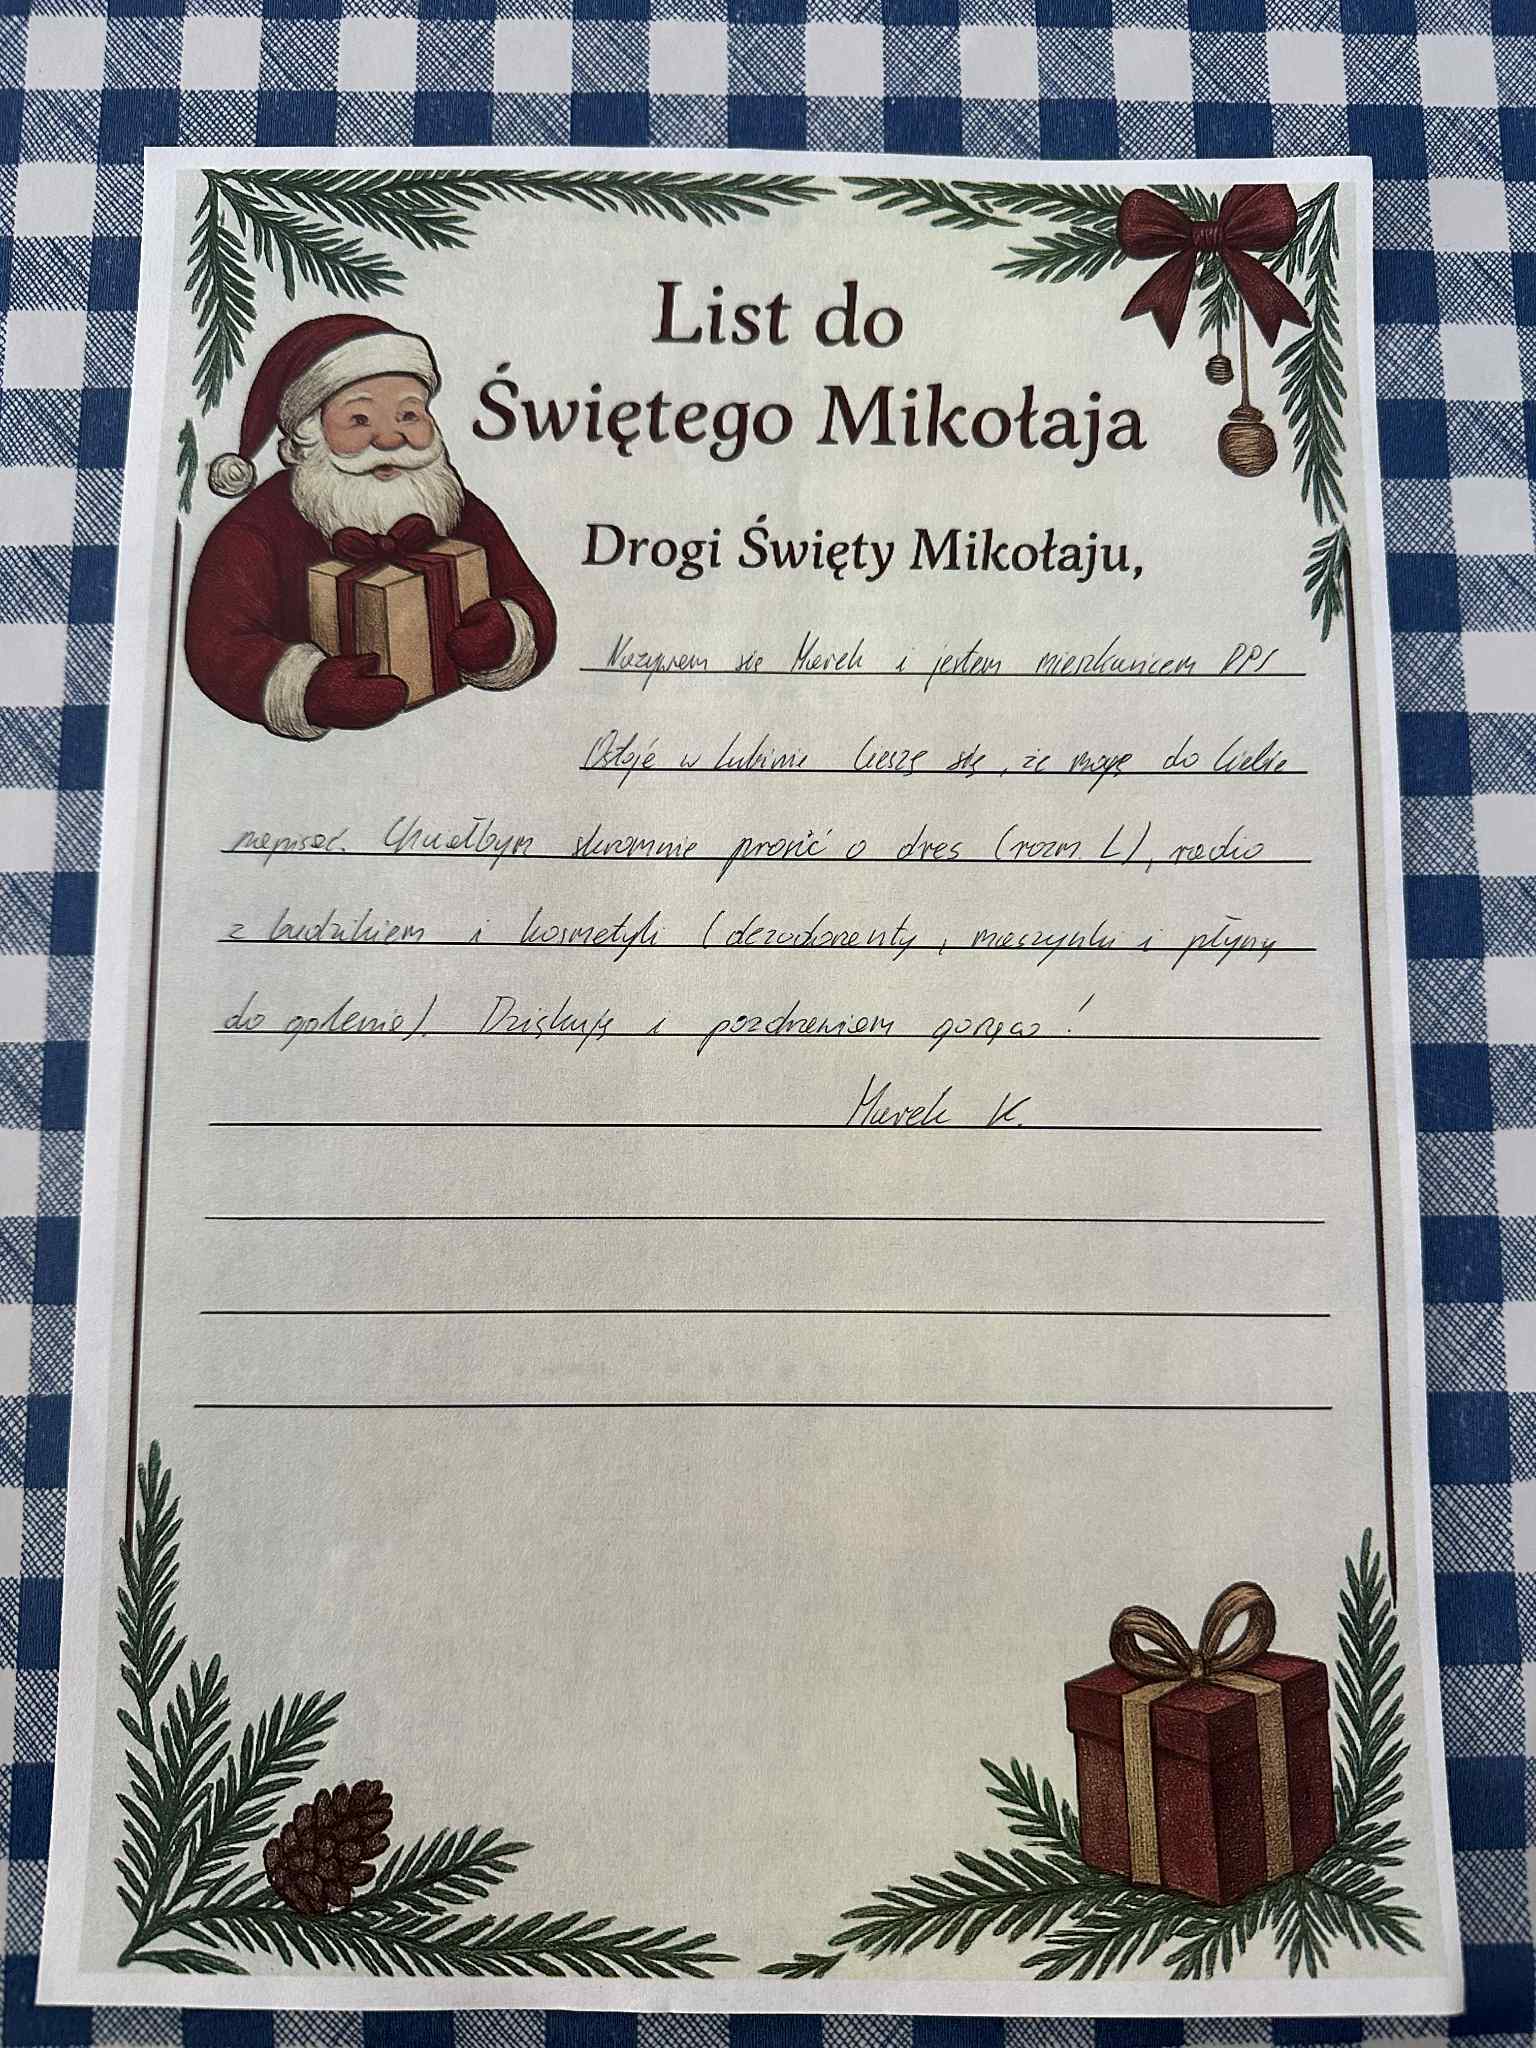 List do
Świętego Mikołaja
Drogi Święty Mikołaju,
Nazywam się Marek i jestem mieszkańcem DPS
Ostoja w Lubinie Cieszę się, że mogę do Ciebie
napisać. Chciałbym skromnie prosić o dres (rozm. L), radio
z budzikiem i kosmetyki (dezodoranty, maszynki i płyny
do golenia). Dziękuję i pozdrawiam gorąco!
Marek K.